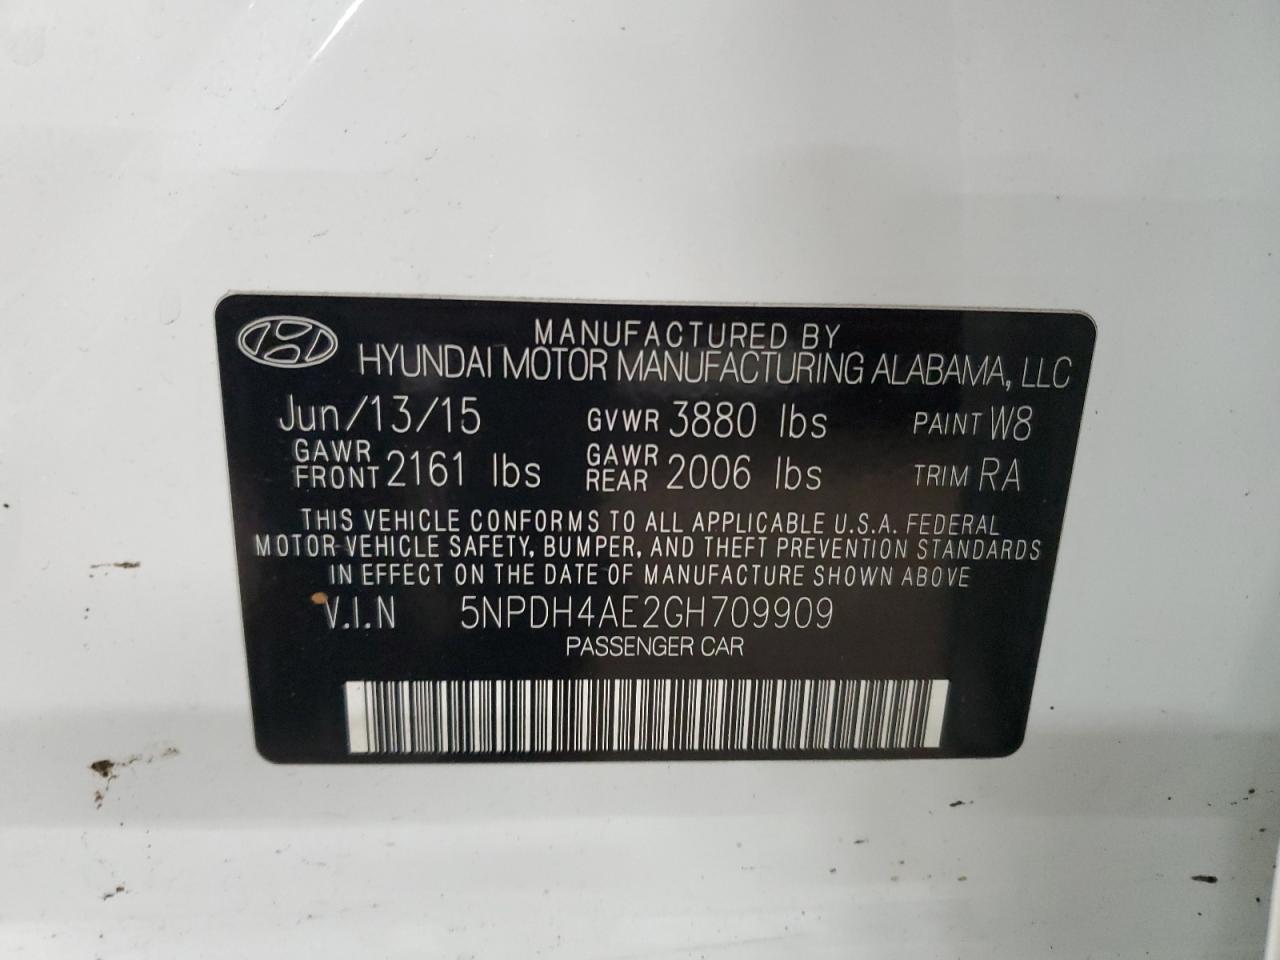 MANUFACTURED BY
HYUNDAI MOTOR MANUFACTURING ALABAMA, LLC
Jun/13/15 GVWR 3880 lbs PAINT W8
GAWR FRONT 2161 lbs GAWR REAR 2006 lbs TRIM RA
THIS VEHICLE CONFORMS TO ALL APPLICABLE U.S.A. FEDERAL
MOTOR VEHICLE SAFETY, BUMPER, AND THEFT PREVENTION STANDARDS
IN EFFECT ON THE DATE OF MANUFACTURE SHOWN ABOVE
V.I.N 5NPDH4AE2GH709909
PASSENGER CAR